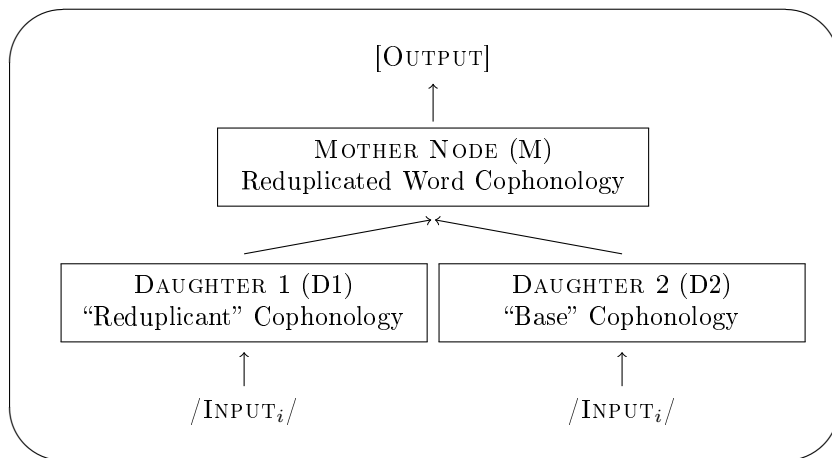 [OUTPUT]
MOTHER NODE (M)
Reduplicated Word Cophonology
DAUGHTER 1 (D1)
“Reduplicant” Cophonology
DAUGHTER 2 (D2)
“Base” Cophonology
/INPUTi/
/INPUTi/